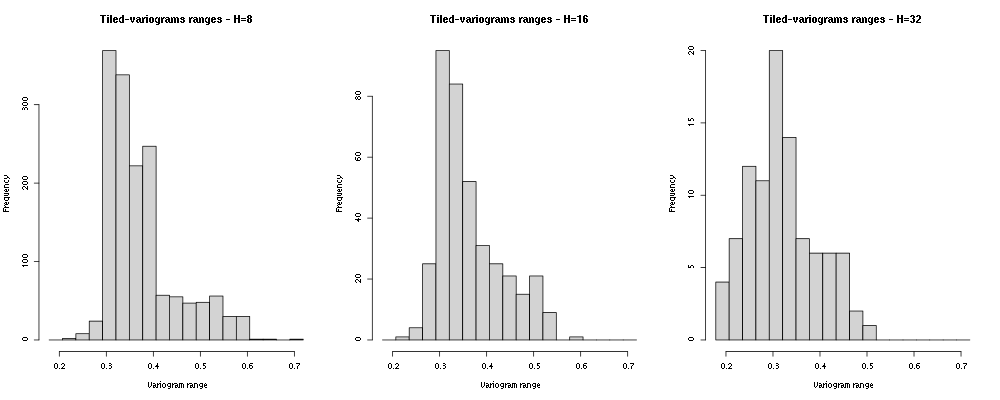 Tiled-variograms ranges - H=8
Frequency
300
200
100
0
0.2 0.3 0.4 0.5 0.6 0.7
Variogram range
Tiled-variograms ranges - H=16
Frequency
80
60
40
20
0
0.2 0.3 0.4 0.5 0.6 0.7
Variogram range
Tiled-variograms ranges - H=32
Frequency
20
15
10
5
0
0.2 0.3 0.4 0.5 0.6 0.7
Variogram range